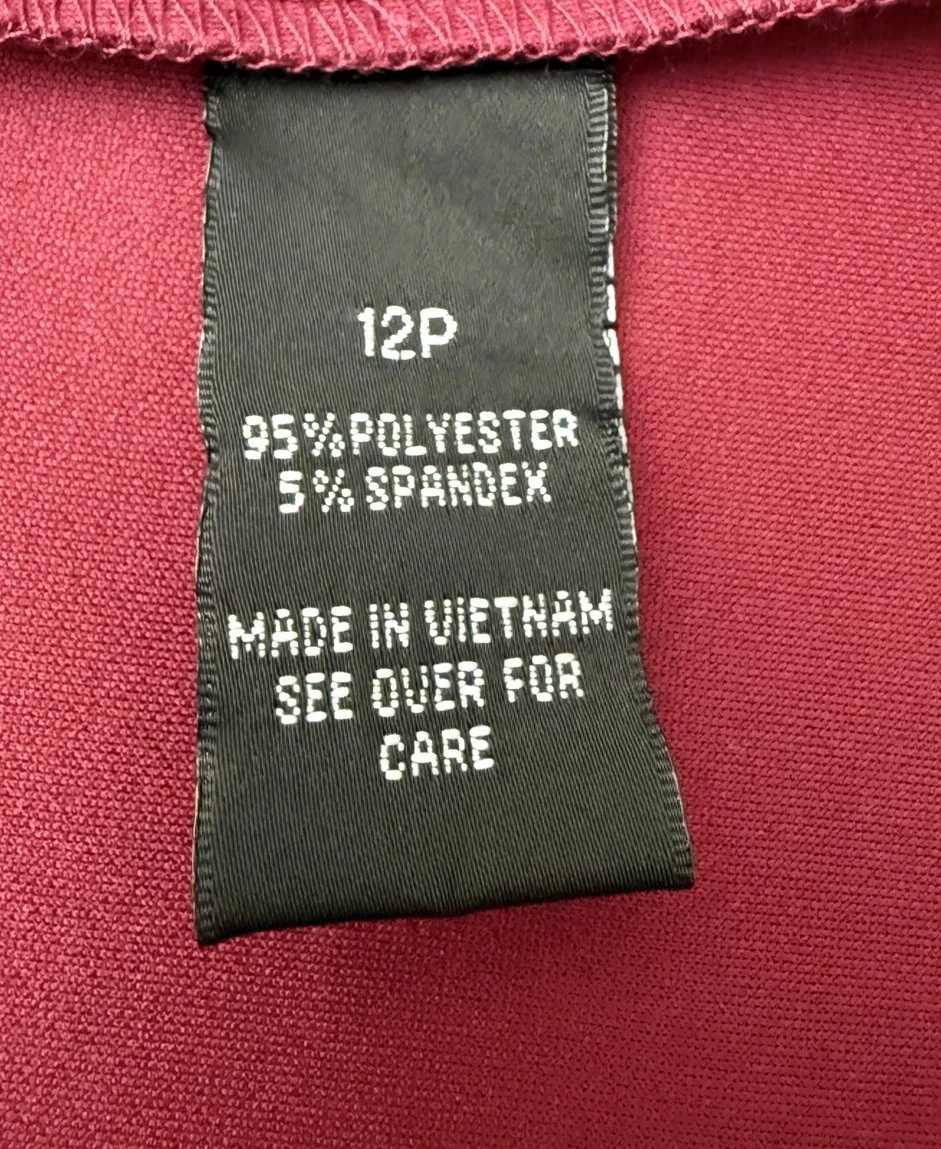 12P
95% POLYESTER
5% SPANDEX
MADE IN VIETNAM
SEE OVER FOR
CARE